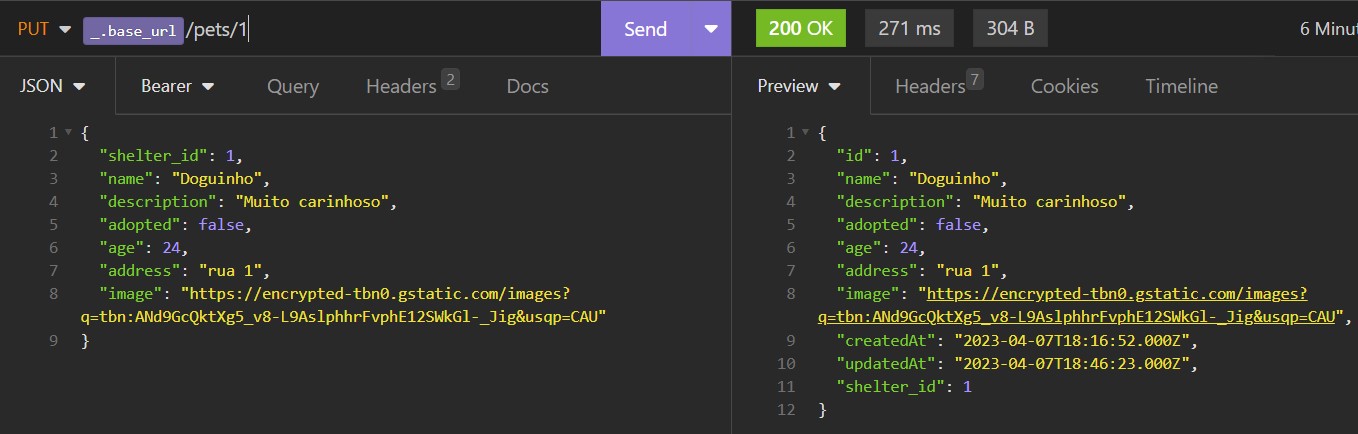 PUT _.base_url/pets/1 Send 200 OK 271 ms 304 B 6 Minut
JSON Bearer Query Headers 2 Docs Preview Headers 7 Cookies Timeline
1 {
2 "shelter_id": 1,
3 "name": "Doguinho",
4 "description": "Muito carinhoso",
5 "adopted": false,
6 "age": 24,
7 "address": "rua 1",
8 "image": "https://encrypted-tbn0.gstatic.com/images?
q=tbn:ANd9GcQktXg5_v8-L9AslphhrFvphE12SWkGl-_Jig&usqp=CAU"
9 }
1 {
2 "id": 1,
3 "name": "Doguinho",
4 "description": "Muito carinhoso",
5 "adopted": false,
6 "age": 24,
7 "address": "rua 1",
8 "image": "https://encrypted-tbn0.gstatic.com/images?
q=tbn:ANd9GcQktXg5_v8-L9AslphhrFvphE12SWkGl-_Jig&usqp=CAU",
9 "createdAt": "2023-04-07T18:16:52.000Z",
10 "updatedAt": "2023-04-07T18:46:23.000Z",
11 "shelter_id": 1
12 }